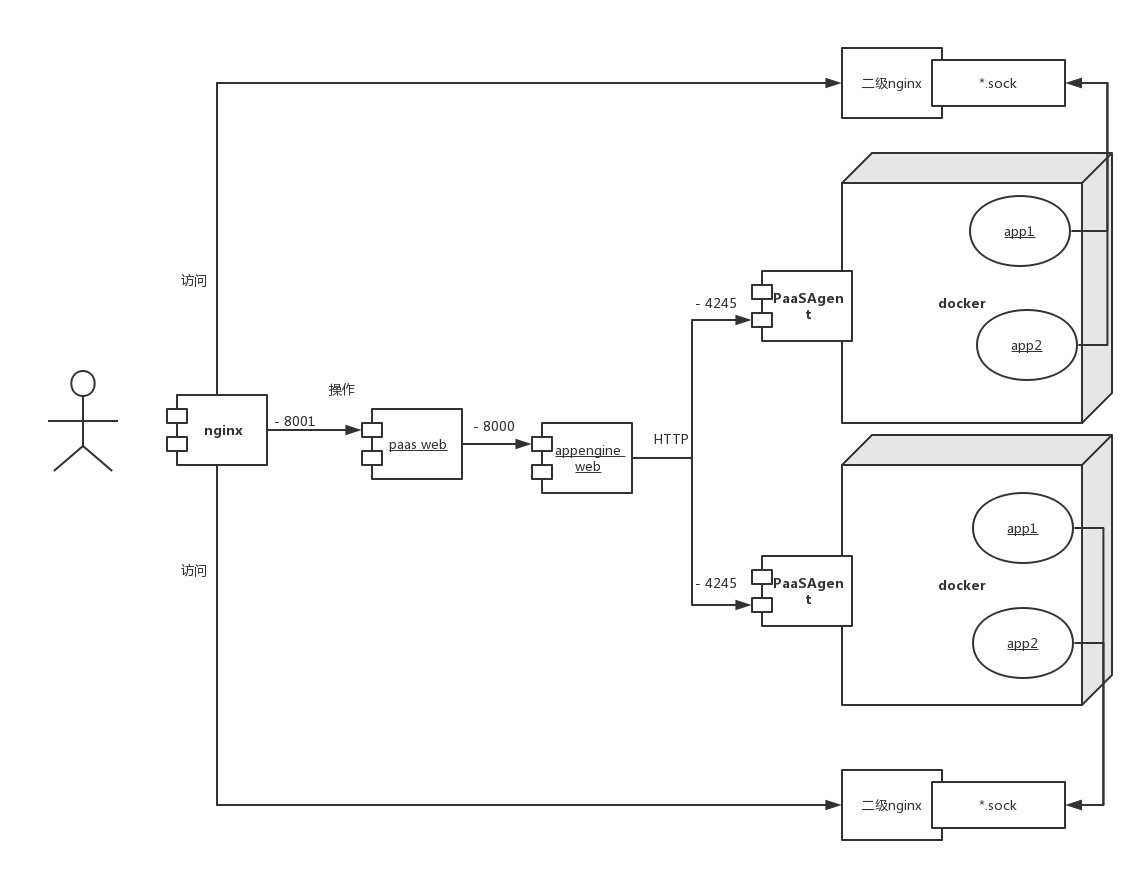 二级nginx
*.sock
app1
访问
- 4245
PaaSAgen
t
docker
app2
操作
nginx
- 8001
paas web
- 8000
appengine
web
HTTP
app1
访问
- 4245
PaaSAgen
t
docker
app2
二级nginx
*.sock